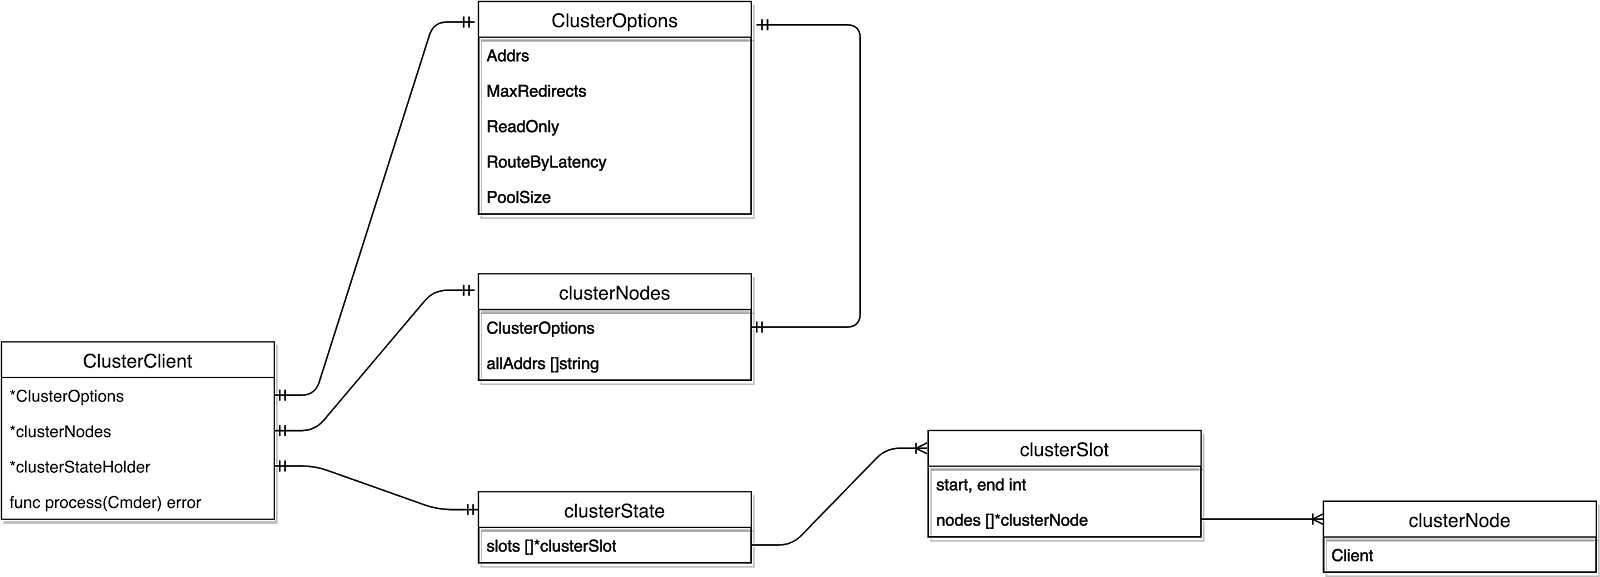 ClusterOptions
Addrs
MaxRedirects
ReadOnly
RouteByLatency
PoolSize
clusterNodes
ClusterOptions
allAddrs []string
ClusterClient
*ClusterOptions
*clusterNodes
*clusterStateHolder
func process(Cmder) error
clusterState
slots []*clusterSlot
clusterSlot
start, end int
nodes []*clusterNode
clusterNode
Client